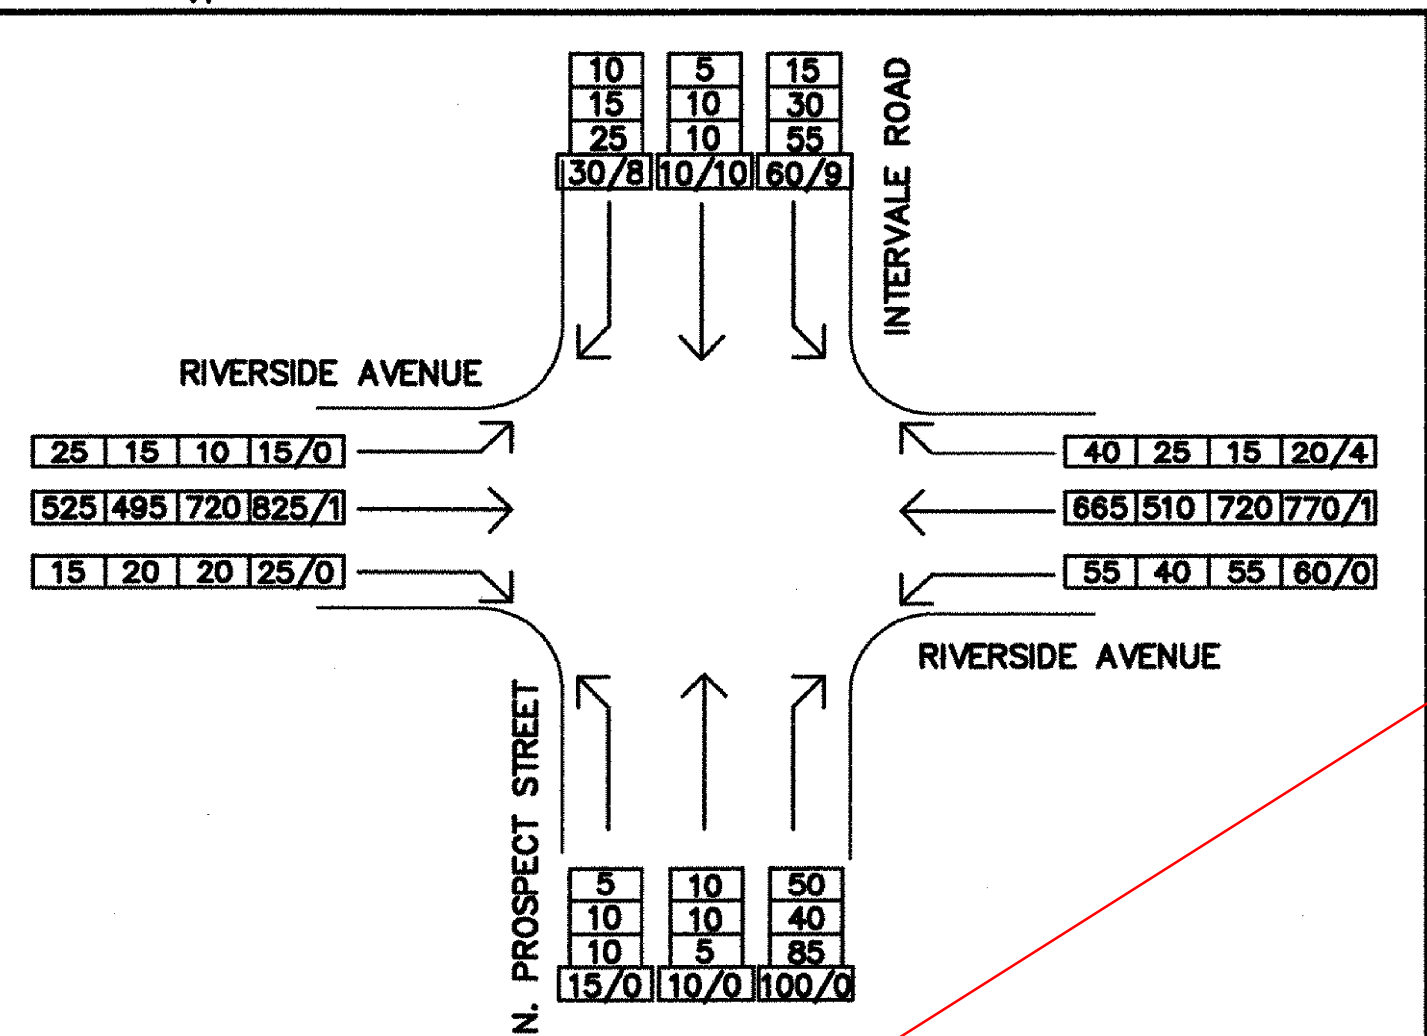 10 5 15
15 10 30
25 10 55
30/8 10/10 60/9
INTERVALE ROAD
RIVERSIDE AVENUE
25 15 10 15/0
525 495 720 825/1
15 20 20 25/0
40 25 15 20/4
665 510 720 770/1
55 40 55 60/0
RIVERSIDE AVENUE
N. PROSPECT STREET
5 10 50
10 10 40
10 5 85
15/0 10/0 100/0